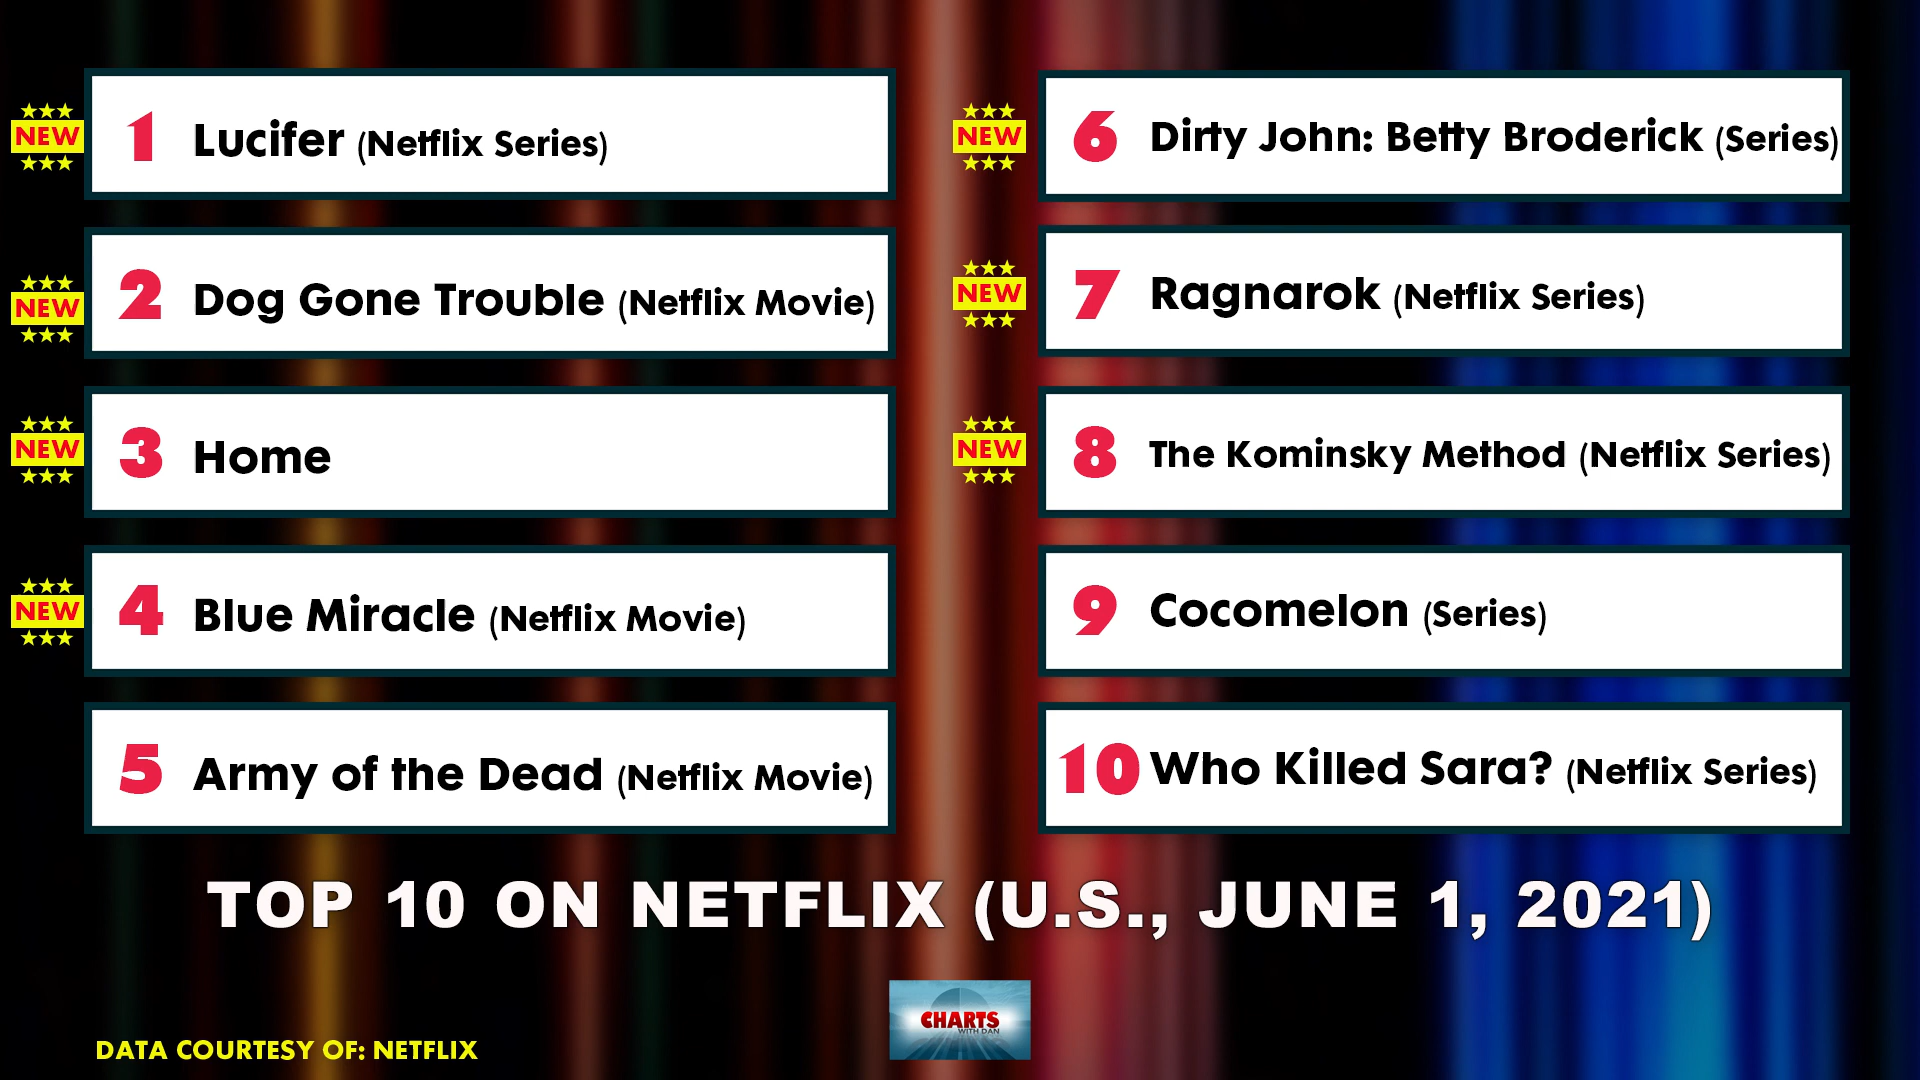 NEW
1 Lucifer (Netflix Series)
NEW
2 Dog Gone Trouble (Netflix Movie)
NEW
3 Home
NEW
4 Blue Miracle (Netflix Movie)
5 Army of the Dead (Netflix Movie)
NEW
6 Dirty John: Betty Broderick (Series)
NEW
7 Ragnarok (Netflix Series)
NEW
8 The Kominsky Method (Netflix Series)
9 Cocomelon (Series)
10 Who Killed Sara? (Netflix Series)
TOP 10 ON NETFLIX (U.S., JUNE 1, 2021)
CHARTS
WITH DAN
DATA COURTESY OF: NETFLIX